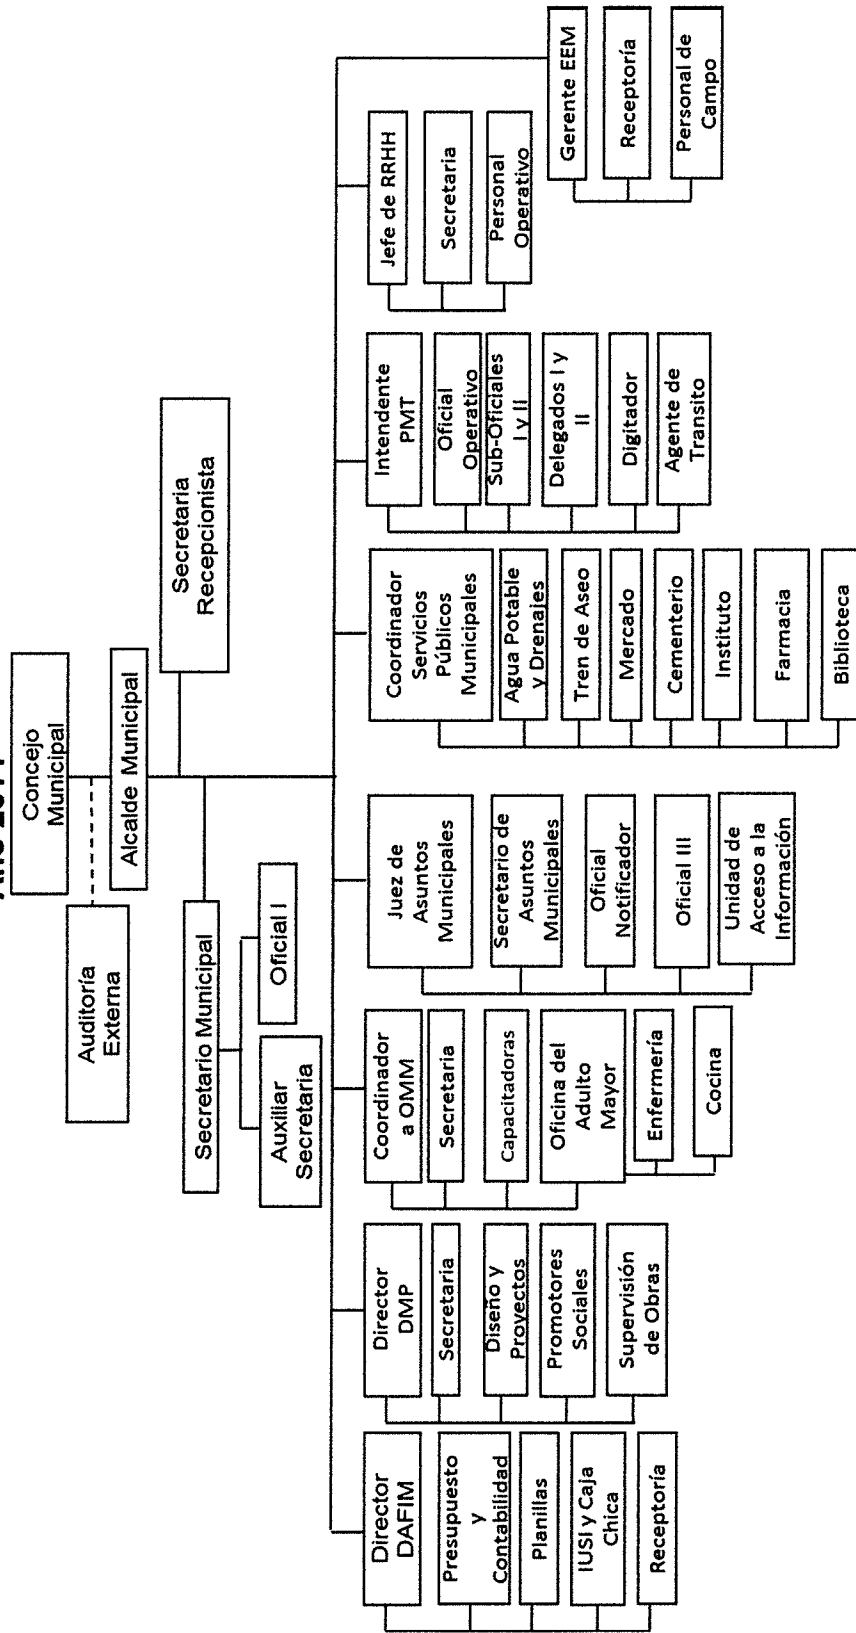 Concejo
Municipal
Auditoría
Externa
Alcalde Municipal
Secretaria
Recepcionista
Secretario Municipal
Auxiliar
Secretaria
Oficial I
Director
DAFIM
Presupuesto
y
Contabilidad
Planillas
IUSI y Caja
Chica
Receptoría
Director
DMP
Secretaria
Diseño y
Proyectos
Promotores
Sociales
Supervisión
de Obras
Coordinador
a OMM
Secretaria
Capacitadoras
Oficina del
Adulto
Mayor
Enfermería
Cocina
Juez de
Asuntos
Municipales
Secretario de
Asuntos
Municipales
Oficial
Notificador
Oficial III
Unidad de
Acceso a la
Información
Coordinador
Servicios
Públicos
Municipales
Agua Potable
y Drenajes
Tren de Aseo
Mercado
Cementerio
Instituto
Farmacia
Biblioteca
Intendente
PMT
Oficial
Operativo
Sub-Oficiales
I y II
Delegados I y
II
Digitador
Agente de
Transito
Jefe de RRHH
Secretaria
Personal
Operativo
Gerente EEM
Receptoría
Personal de
Campo